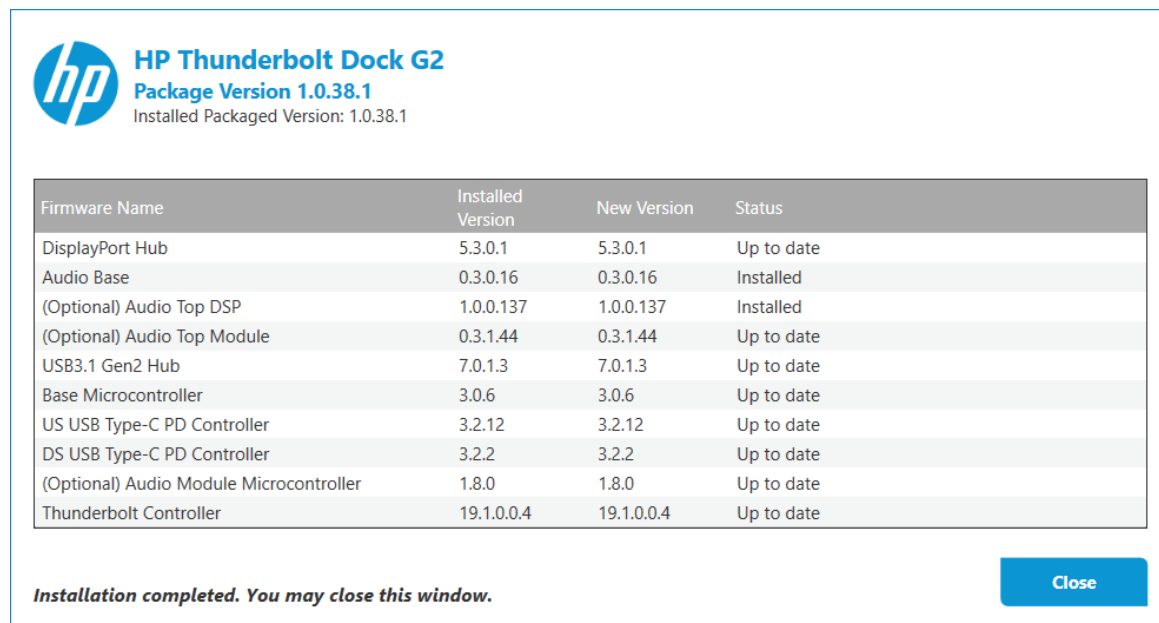 hp
HP Thunderbolt Dock G2
Package Version 1.0.38.1
Installed Packaged Version: 1.0.38.1
Firmware Name Installed Version New Version Status
DisplayPort Hub 5.3.0.1 5.3.0.1 Up to date
Audio Base 0.3.0.16 0.3.0.16 Installed
(Optional) Audio Top DSP 1.0.0.137 1.0.0.137 Installed
(Optional) Audio Top Module 0.3.1.44 0.3.1.44 Up to date
USB3.1 Gen2 Hub 7.0.1.3 7.0.1.3 Up to date
Base Microcontroller 3.0.6 3.0.6 Up to date
US USB Type-C PD Controller 3.2.12 3.2.12 Up to date
DS USB Type-C PD Controller 3.2.2 3.2.2 Up to date
(Optional) Audio Module Microcontroller 1.8.0 1.8.0 Up to date
Thunderbolt Controller 19.1.0.0.4 19.1.0.0.4 Up to date
Installation completed. You may close this window.
Close